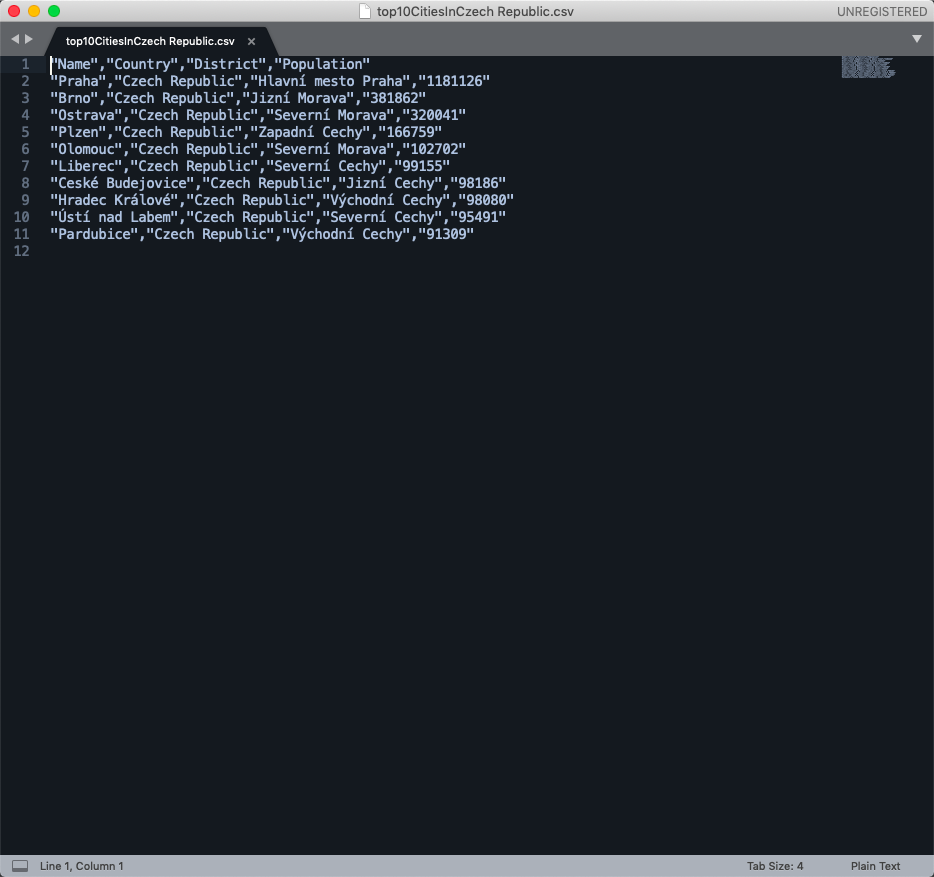 top10CitiesInCzech Republic.csv
UNREGISTERED
top10CitiesInCzech Republic.csv
1 "Name","Country","District","Population"
2 "Praha","Czech Republic","Hlavní mesto Praha","1181126"
3 "Brno","Czech Republic","Jizní Morava","381862"
4 "Ostrava","Czech Republic","Severní Morava","320041"
5 "Plzen","Czech Republic","Zapadní Cechy","166759"
6 "Olomouc","Czech Republic","Severní Morava","102702"
7 "Liberec","Czech Republic","Severní Cechy","99155"
8 "Ceské Budejovice","Czech Republic","Jizní Cechy","98186"
9 "Hradec Králové","Czech Republic","Východní Cechy","98080"
10 "Ústí nad Labem","Czech Republic","Severní Cechy","95491"
11 "Pardubice","Czech Republic","Východní Cechy","91309"
12
Line 1, Column 1
Tab Size: 4
Plain Text